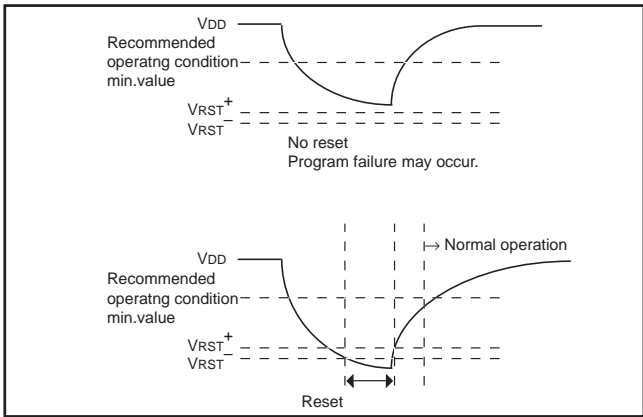 VDD
Recommended
operatng condition
min.value
VRST+
VRST−
No reset
Program failure may occur.
→ Normal operation
VDD
Recommended
operatng condition
min.value
VRST+
VRST−
Reset